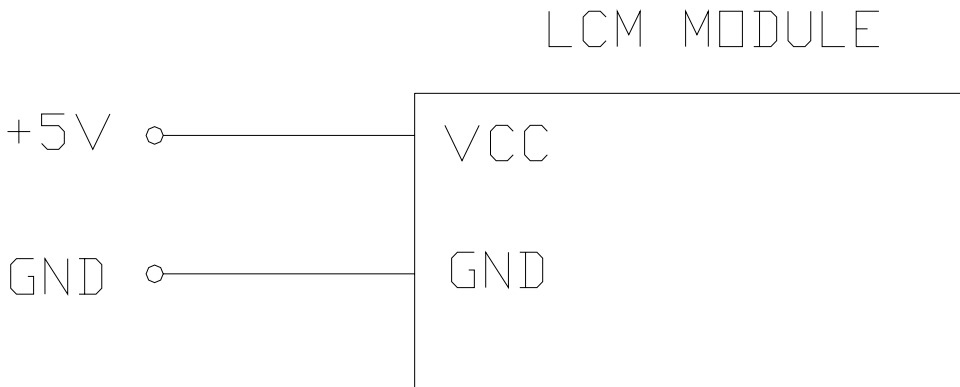 LCM MODULE
+5V VCC
GND GND